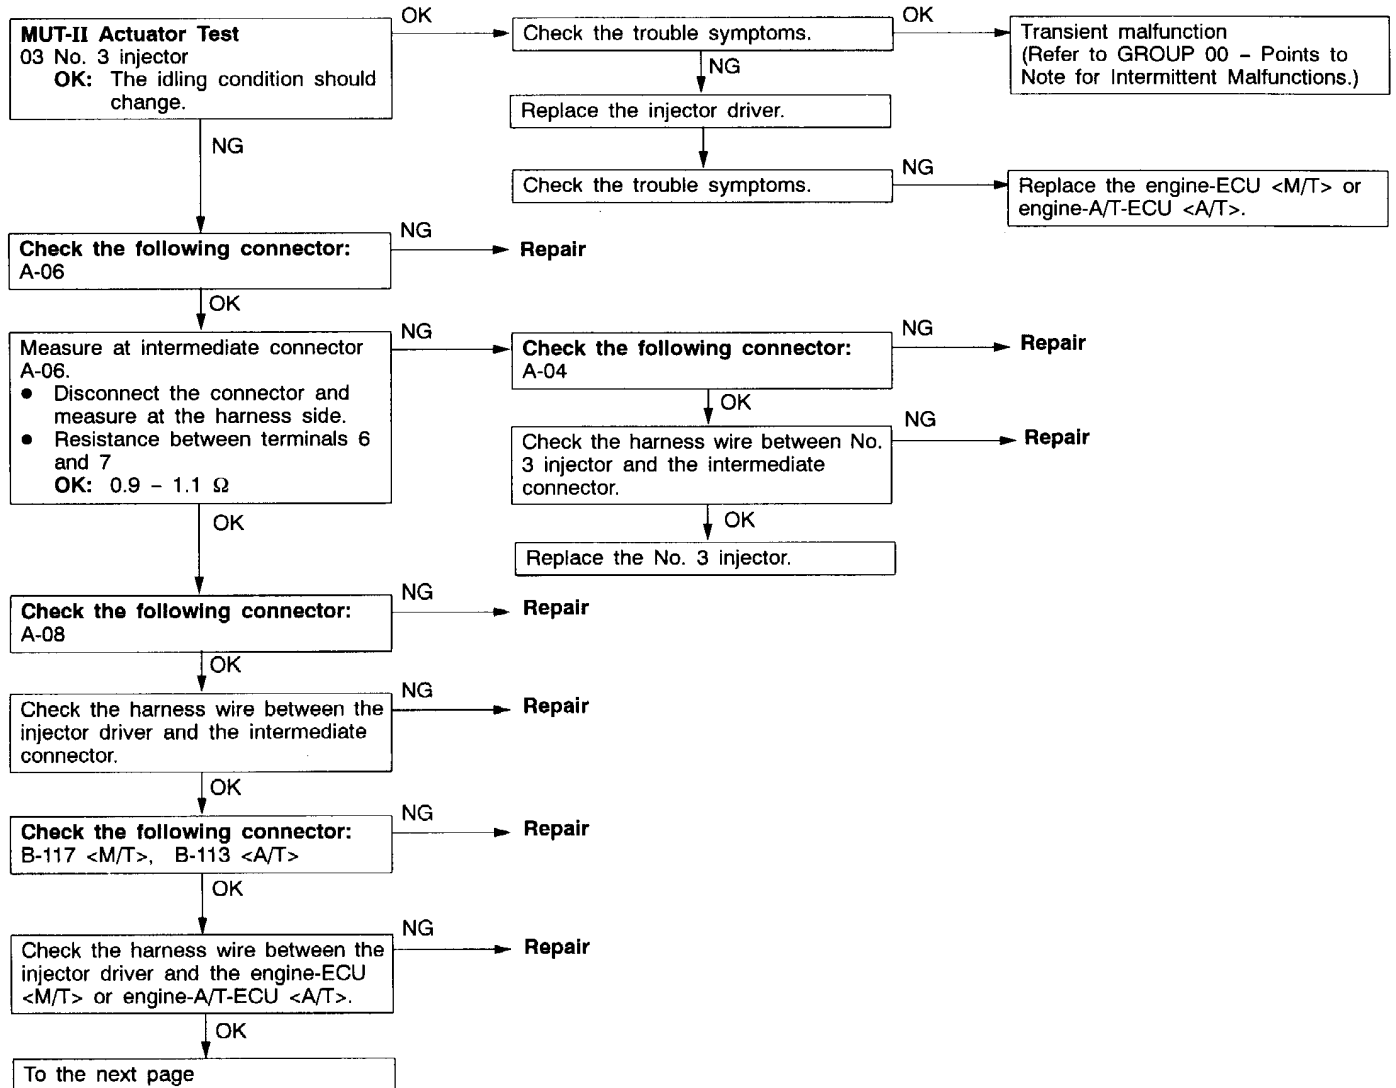 MUT-II Actuator Test
03 No. 3 injector
OK: The idling condition should
change.
OK
Check the trouble symptoms.
OK
Transient malfunction
(Refer to GROUP 00 – Points to
Note for Intermittent Malfunctions.)
NG
Replace the injector driver.
NG
Check the trouble symptoms.
NG
Replace the engine-ECU <M/T> or
engine-A/T-ECU <A/T>.
Check the following connector:
A-06
NG
Repair
OK
Measure at intermediate connector
A-06.
● Disconnect the connector and
measure at the harness side.
● Resistance between terminals 6
and 7
OK: 0.9 – 1.1 Ω
NG
Check the following connector:
A-04
NG
Repair
OK
Check the harness wire between No.
3 injector and the intermediate
connector.
NG
Repair
OK
Replace the No. 3 injector.
OK
Check the following connector:
A-08
NG
Repair
OK
Check the harness wire between the
injector driver and the intermediate
connector.
NG
Repair
OK
Check the following connector:
B-117 <M/T>, B-113 <A/T>
NG
Repair
OK
Check the harness wire between the
injector driver and the engine-ECU
<M/T> or engine-A/T-ECU <A/T>.
NG
Repair
OK
To the next page